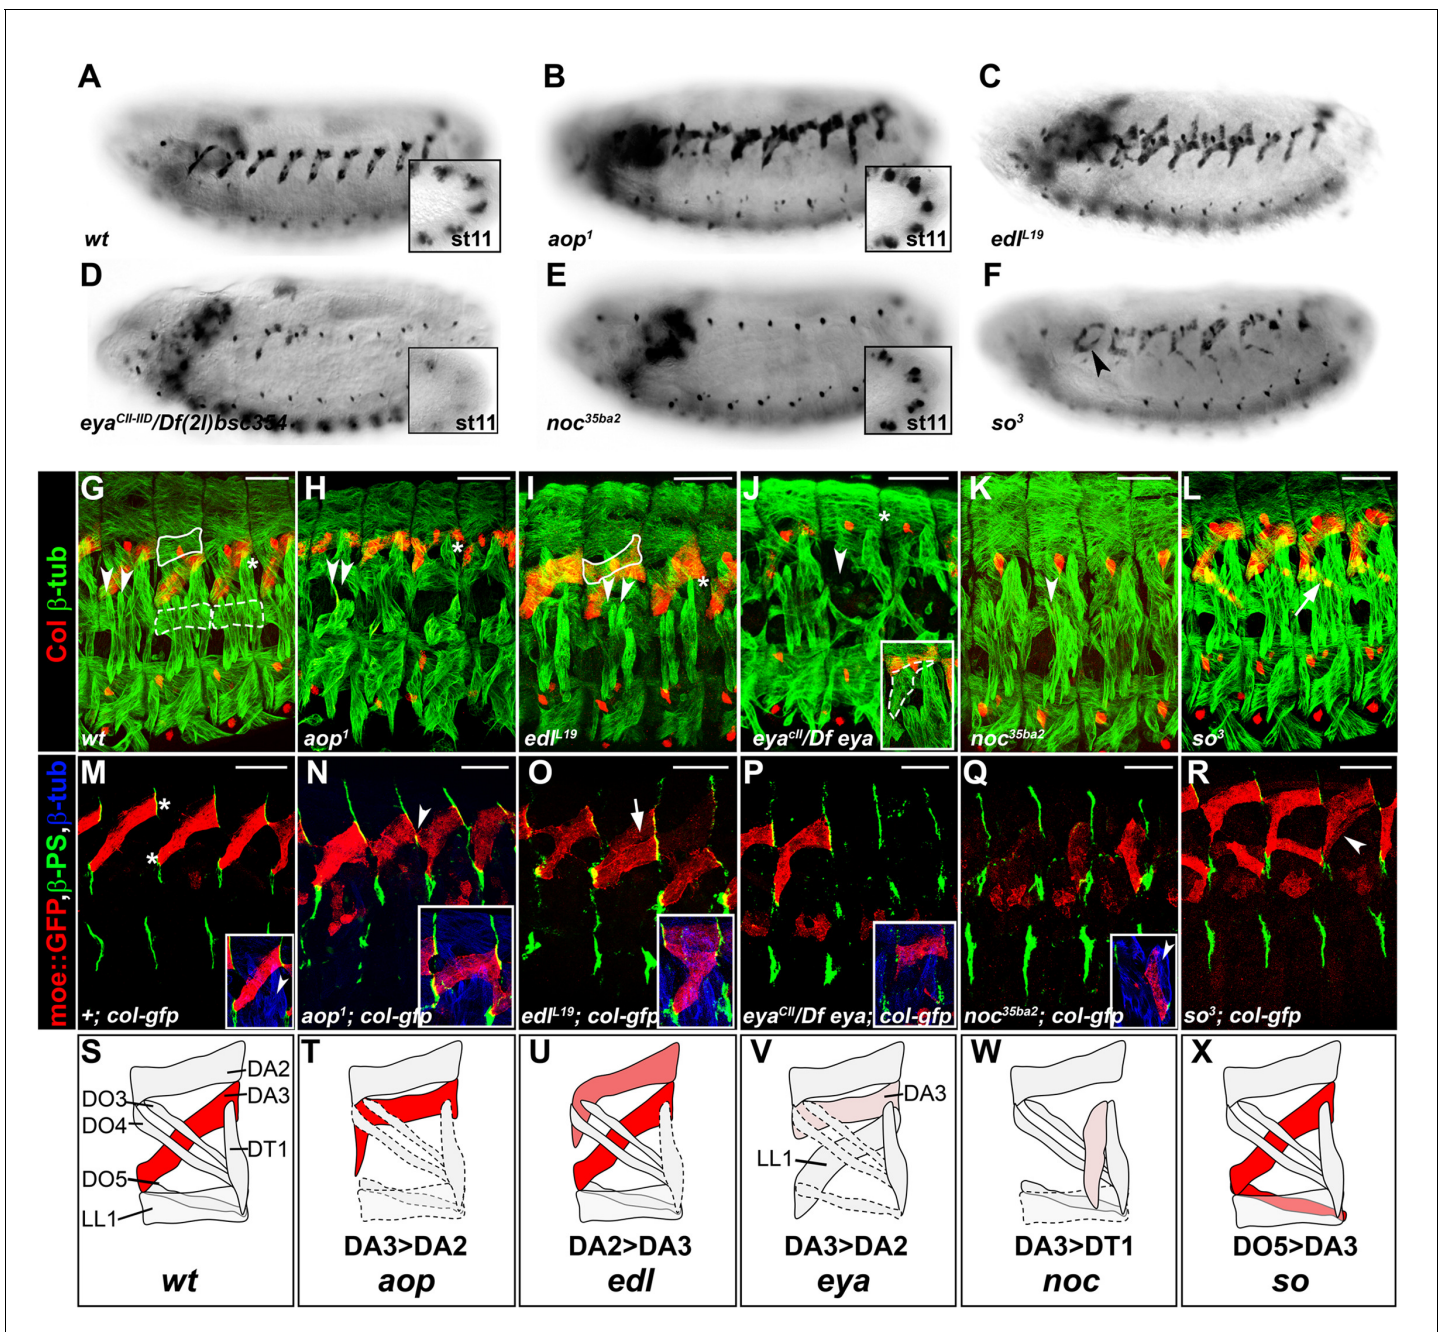 A
B
C
wt
st11
aop1
st11
edlL19
D
E
F
eyaCII-IID/Df(2l)bsc354
st11
noc35ba2
st11
so3
Col β-tub
G
H
I
J
K
L
*
*
*
*
wt
aop1
edlL19
eyacII/Df eya
noc35ba2
so3
moe::GFP,β-PS,β-tub
M
N
O
P
Q
R
*
*
+; col-gfp
aop1; col-gfp
edlL19; col-gfp
eyaCII/Df eya; col-gfp
noc35ba2; col-gfp
so3; col-gfp
S
T
U
V
W
X
DA2
DA3
DO3
DO4
DT1
DO5
LL1
DA3
LL1
DA3>DA2
DA2>DA3
DA3>DA2
DA3>DT1
DO5>DA3
wt
aop
edl
eya
noc
so